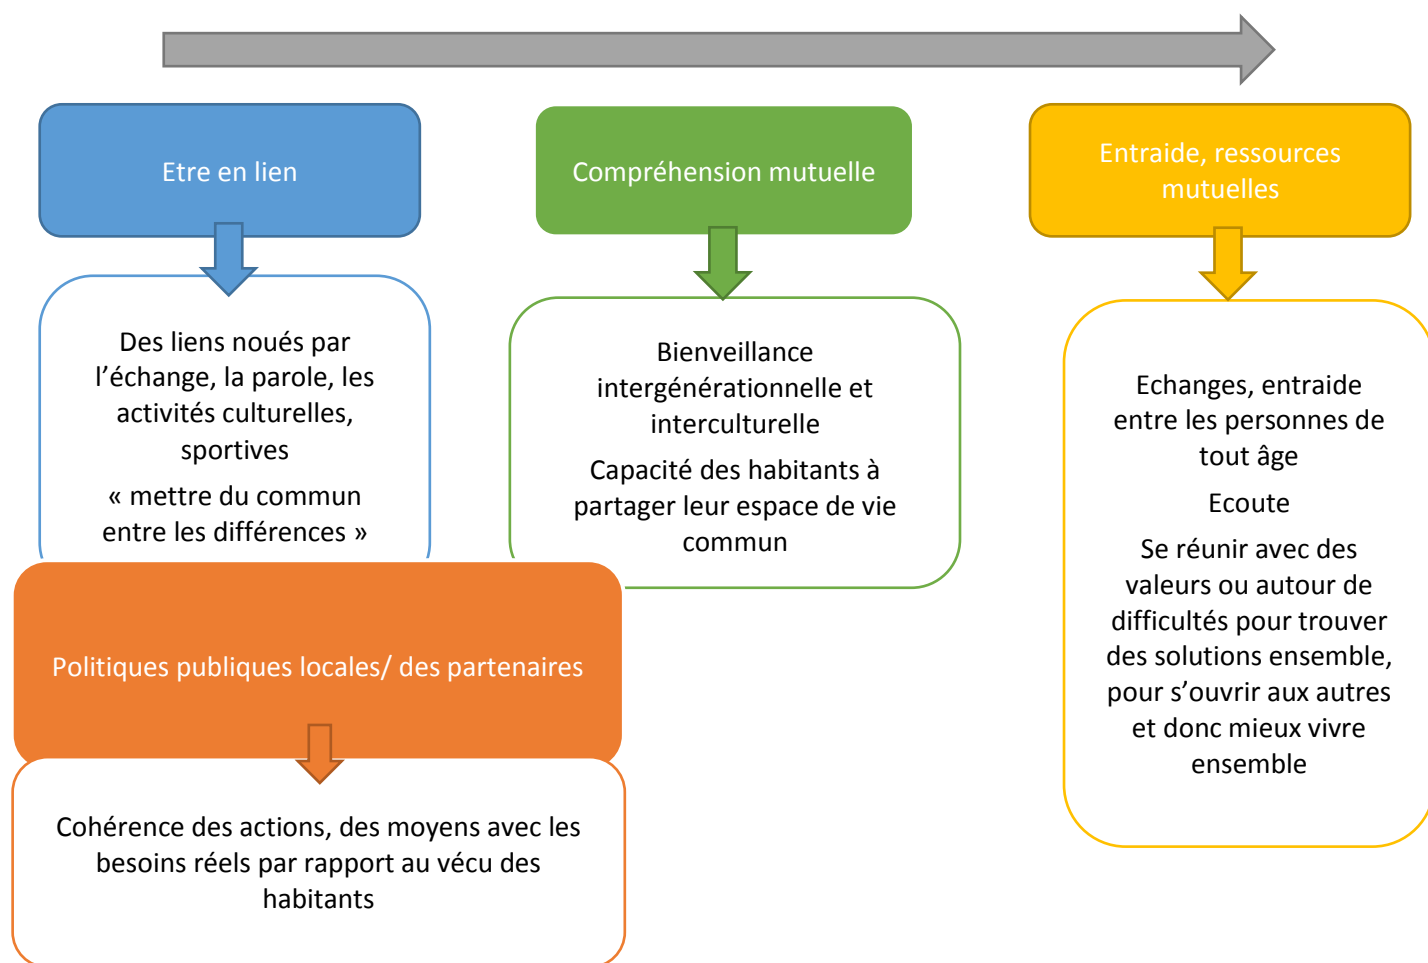 Etre en lien
Compréhension mutuelle
Entraide, ressources
mutuelles
Des liens noués par
l’échange, la parole, les
activités culturelles,
sportives
« mettre du commun
entre les différences »
Bienveillance
intergénérationnelle et
interculturelle
Capacité des habitants à
partager leur espace de vie
commun
Echanges, entraide
entre les personnes de
tout âge
Ecoute
Se réunir avec des
valeurs ou autour de
difficultés pour trouver
des solutions ensemble,
pour s’ouvrir aux autres
et donc mieux vivre
ensemble
Politiques publiques locales/ des partenaires
Cohérence des actions, des moyens avec les
besoins réels par rapport au vécu des
habitants